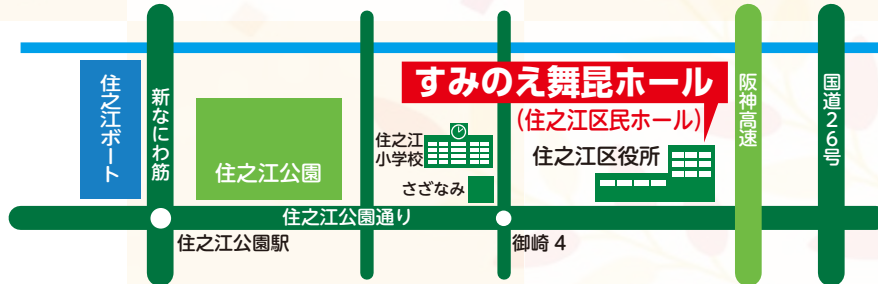 住之江ボート
新なにわ筋
住之江公園
住之江
小学校
さざなみ
すみのえ舞昆ホール
(住之江区民ホール)
住之江区役所
阪神高速
国道26号
住之江公園通り
住之江公園駅
御崎 4